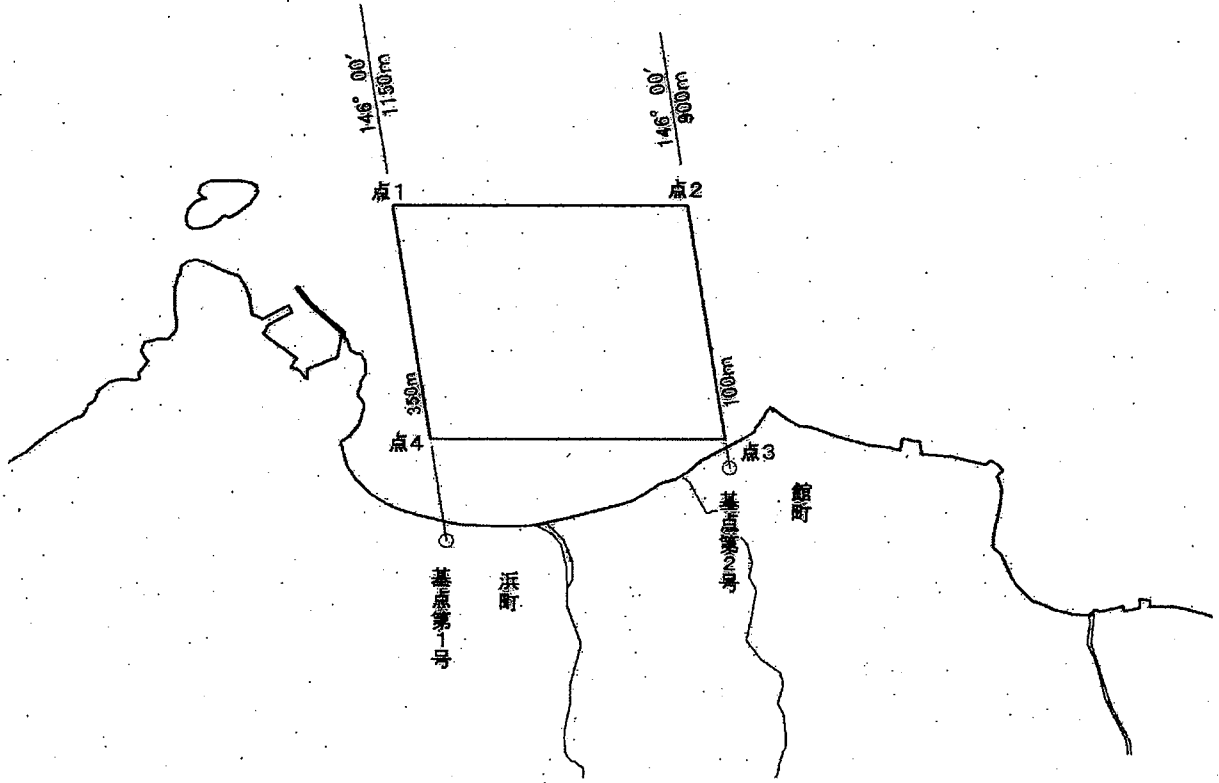 146° 00′
1150m
146° 00′
900m
点1
点2
350m
100m
点4
点3
基点第1号
浜町
基点第2号
館町